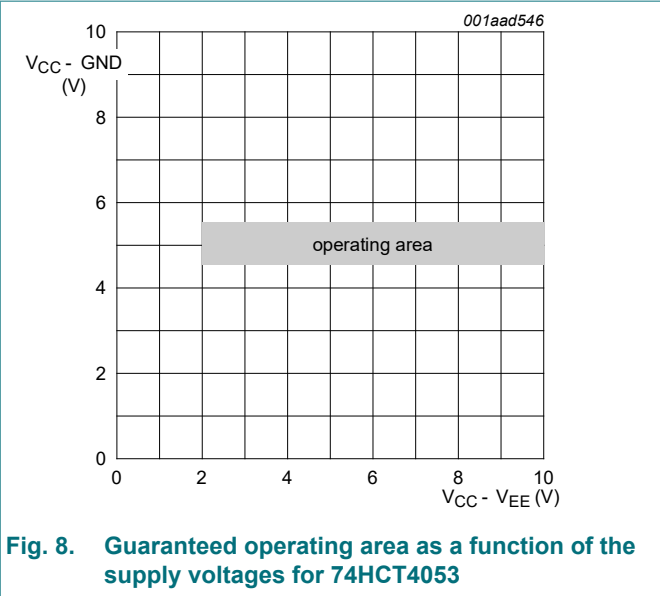 001aad546
10
VCC - GND
(V)
8
6
operating area
4
2
0
0 2 4 6 8 10
VCC - VEE (V)
Fig. 8. Guaranteed operating area as a function of the
supply voltages for 74HCT4053